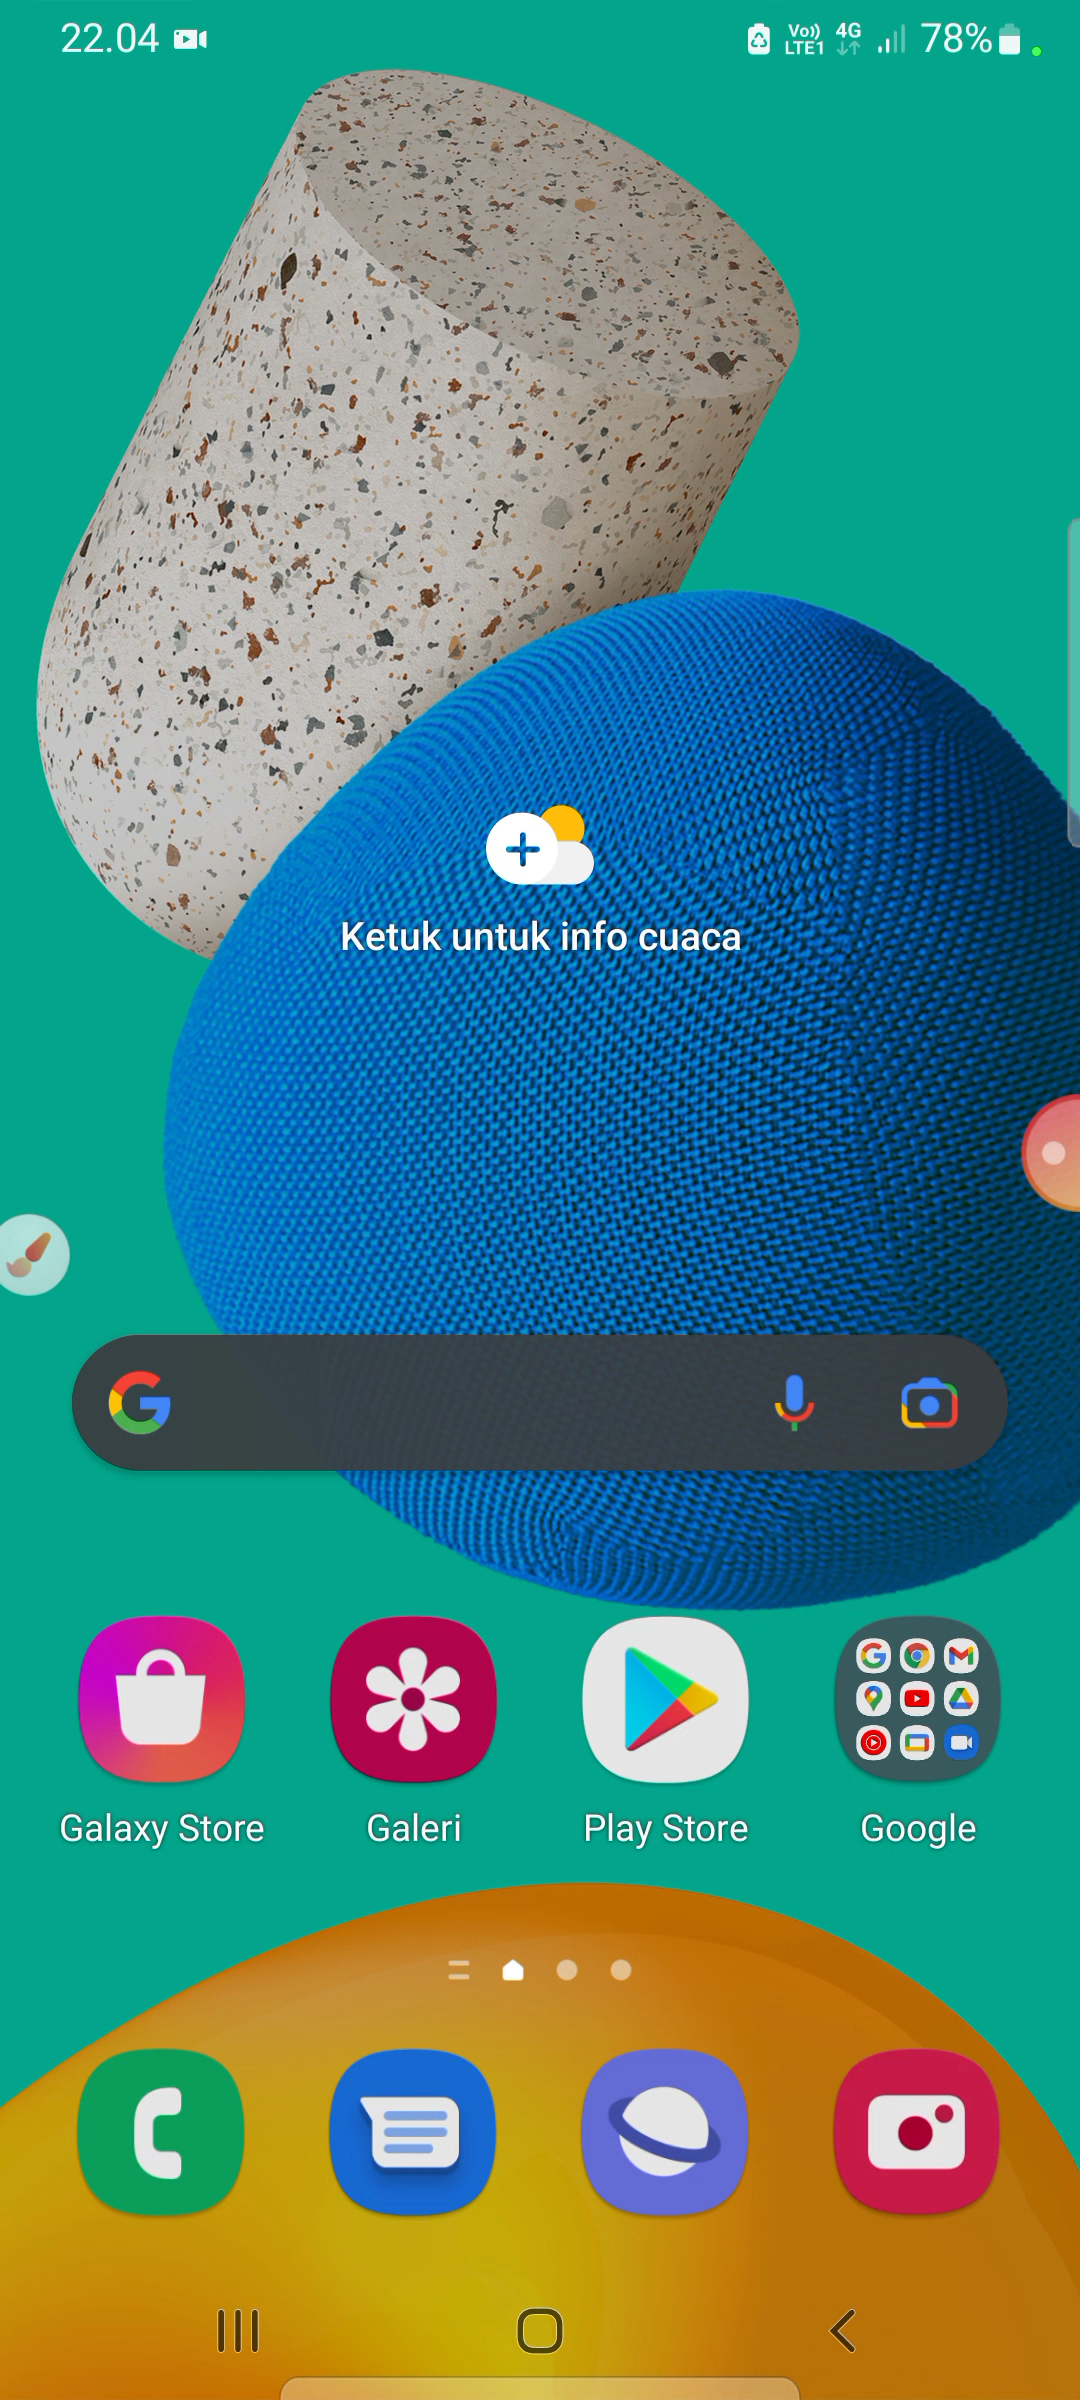 22.04
Vo)) LTE1 4G 78%
Ketuk untuk info cuaca
Galaxy Store
Galeri
Play Store
Google